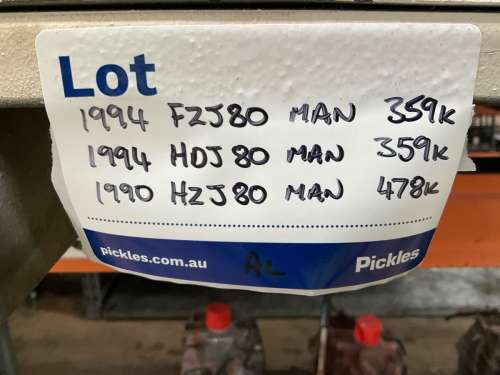 Lot
1994 FZJ80 MAN 359K
1994 HDJ80 MAN 359K
1990 HZJ80 MAN 478K
pickles.com.au AL Pickles